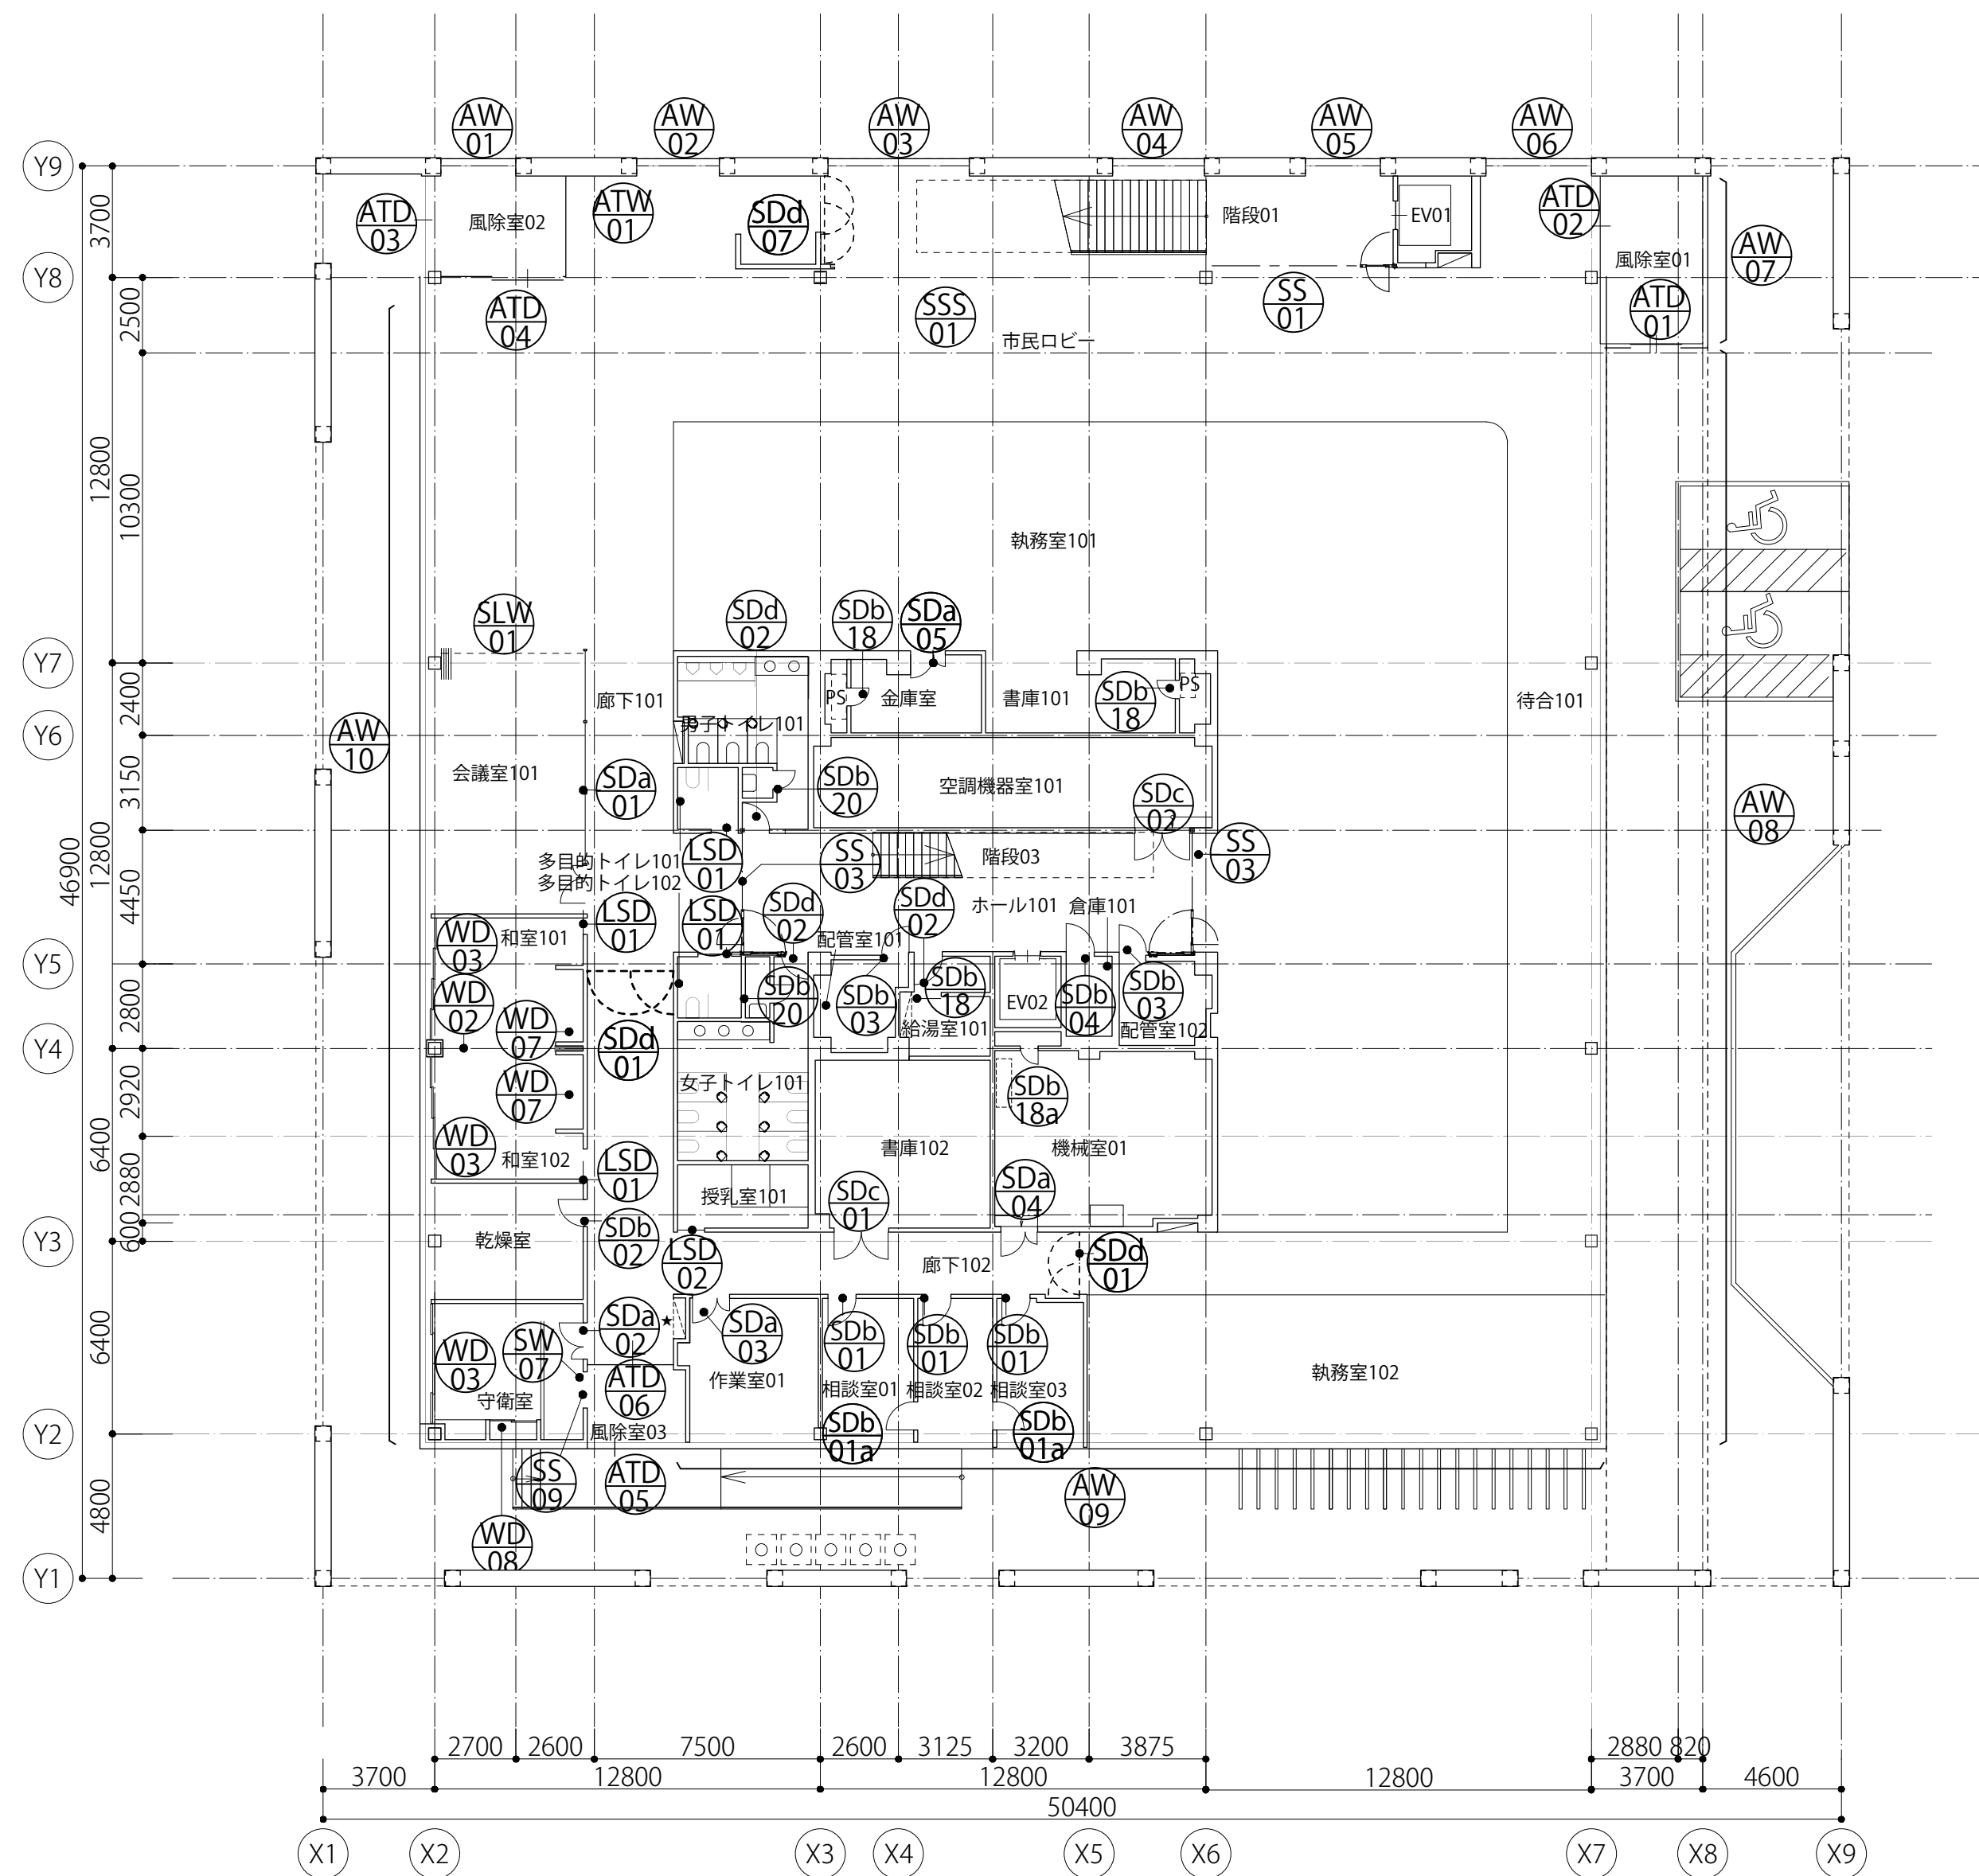 AW
01
AW
02
AW
03
AW
04
AW
05
AW
06
Y9
3700
ATD
03
風除室02
ATW
01
SDd
07
階段01
EV01
ATD
02
風除室01
AW
07
Y8
2500
ATD
04
SSS
01
SS
01
ATD
01
市民ロビー
12800
10300
執務室101
SLW
01
SDd
02
SDb
18
SDa
05
Y7
2400
廊下101
PS
金庫室
書庫101
SDb
18
PS
待合101
男子トイレ101
Y6
AW
10
会議室101
3150
SDa
01
SDb
20
空調機器室101
SDc
02
AW
08
46900
12800
4450
多目的トイレ101
多目的トイレ102
LSD
01
SS
03
階段03
SS
03
LSD
01
LSD
01
SDd
02
SDd
02
ホール101
倉庫101
WD
03
和室101
配管室101
Y5
2800
WD
02
WD
07
SDb
20
SDb
03
SDb
18
EV02
SDb
04
SDb
03
給湯室101
配管室102
Y4
SDd
01
2920
WD
07
女子トイレ101
SDb
18a
6400
WD
03
和室102
書庫102
機械室01
2880
LSD
01
授乳室101
SDc
01
SDa
04
600
Y3
乾燥室
SDb
02
LSD
02
廊下102
SDd
01
6400
SDa
02
★
SDa
03
SDb
01
SDb
01
SDb
01
WD
03
SW
07
守衛室
ATD
06
作業室01
相談室01
相談室02
相談室03
執務室102
Y2
風除室03
SDb
01a
SDb
01a
4800
SS
09
ATD
05
AW
09
WD
08
Y1
2700
2600
7500
2600
3125
3200
3875
2880
820
3700
12800
12800
12800
3700
4600
50400
X1
X2
X3
X4
X5
X6
X7
X8
X9